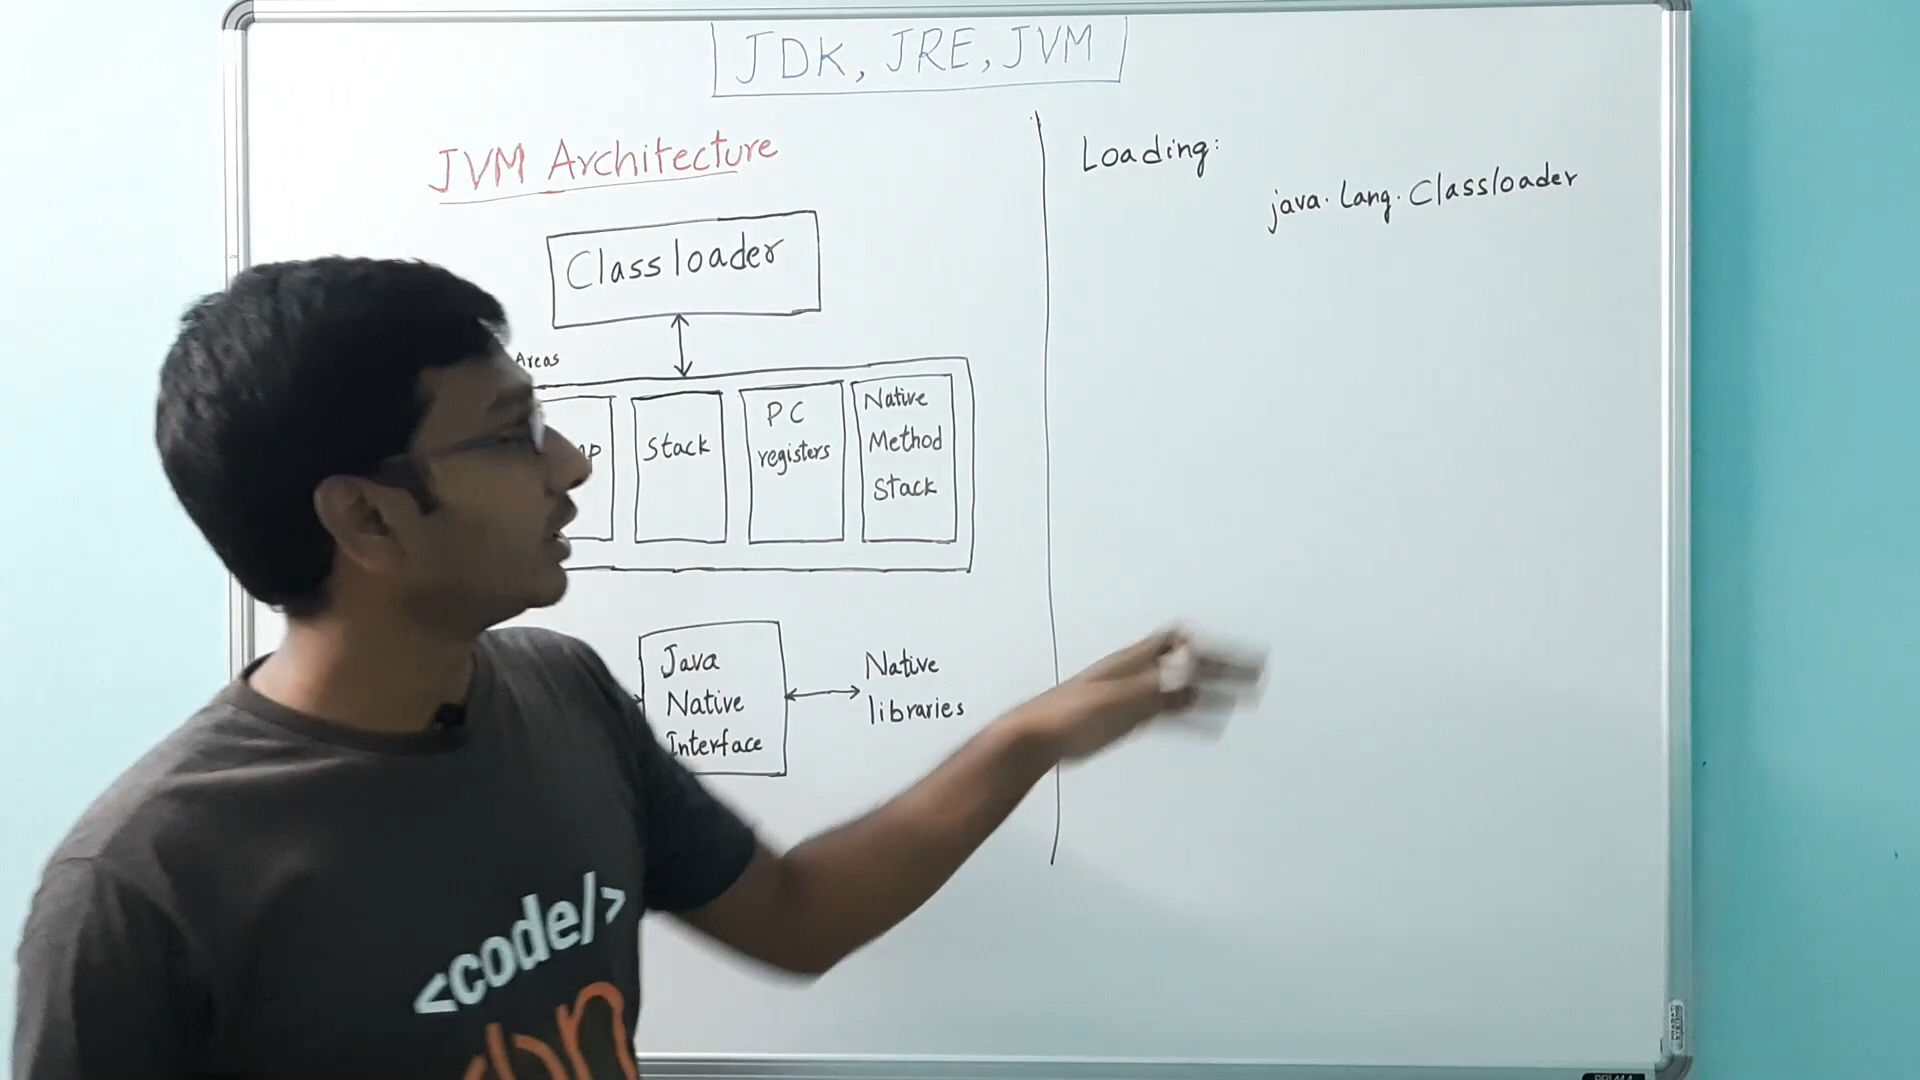 JDK, JRE, JVM
JVM Architecture
Classloader
Areas
Stack
PC
registers
Native
Method
Stack
Java
Native
Interface
Native
libraries
Loading:
java.lang.Classloader
<code/>